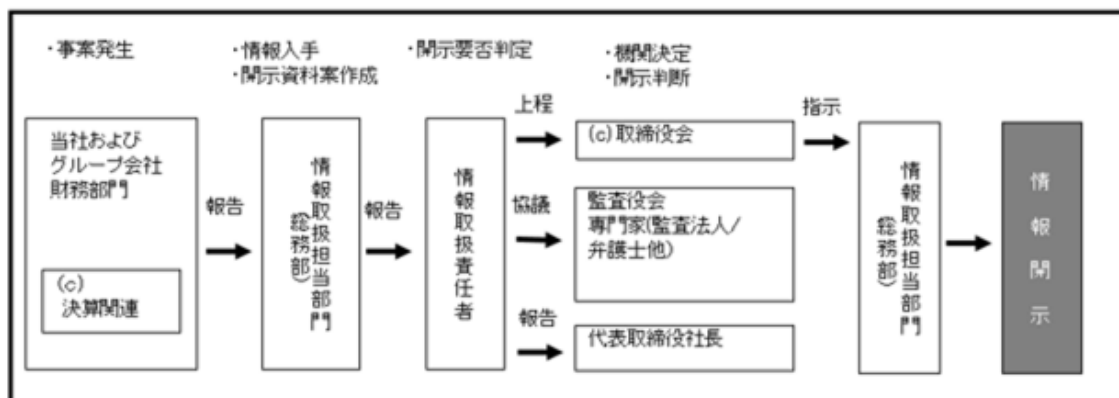 ・事案発生
・情報入手
・開示資料案作成
・開示要否判定
・機関決定
・開示判断
当社および
グループ会社
財務部門
(c)
決算関連
報告
情報取扱担当部門
(総務部)
報告
情報取扱責任者
上程
(c)取締役会
協議
監査役会
専門家(監査法人/
弁護士他)
報告
代表取締役社長
指示
情報取扱担当部門
(総務部)
情報開示